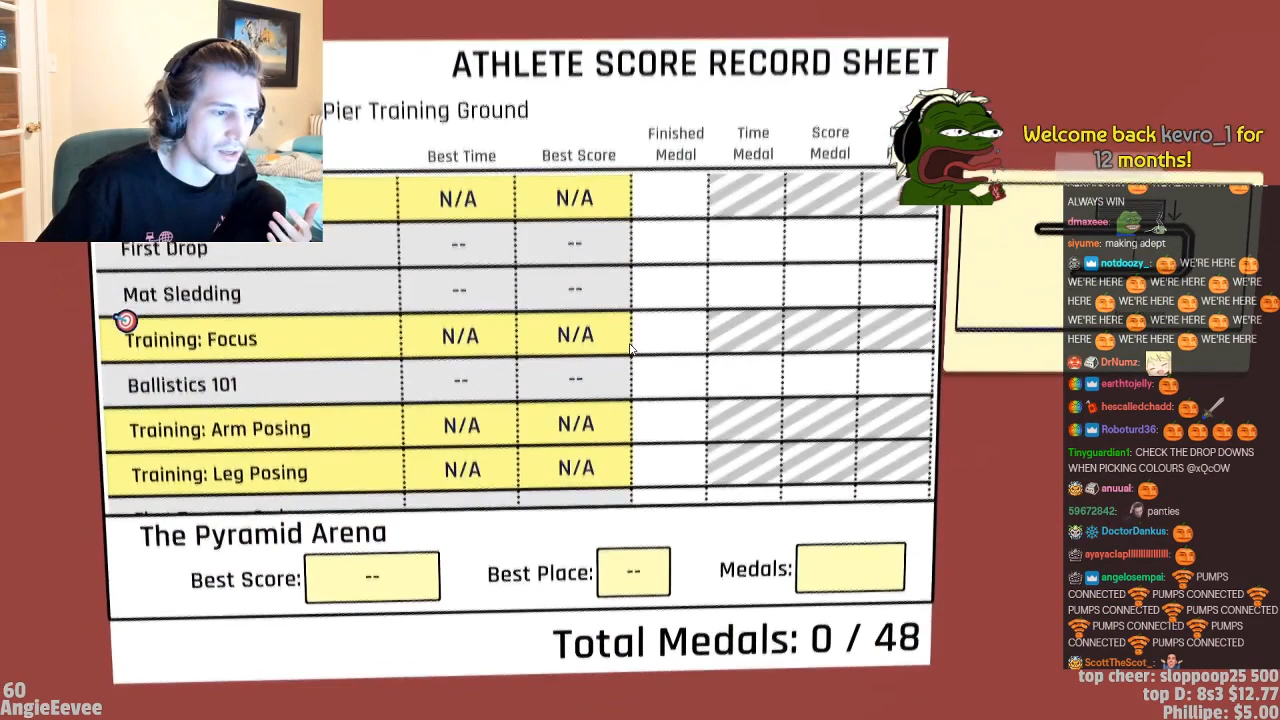 ATHLETE SCORE RECORD SHEET
Pier Training Ground
Best Time
Best Score
Finished
Medal
Time
Medal
Score
Medal
N/A
N/A
First Drop
--
--
Mat Sledding
--
--
Training: Focus
N/A
N/A
Ballistics 101
--
--
Training: Arm Posing
N/A
N/A
Training: Leg Posing
N/A
N/A
The Pyramid Arena
Best Score:
--
Best Place:
--
Medals:
Total Medals: 0 / 48
Welcome back kevro_1 for
12 months!
ALWAYS WIN
dmaxeee:
siyume: making adept
notdoozy_: WE'RE HERE
WE'RE HERE WE'RE HERE WE'RE
HERE WE'RE HERE WE'RE HERE
WE'RE HERE WE'RE HERE WE'RE
HERE WE'RE HERE WE'RE HERE
DrNumz:
earthtojelly:
hescalledchadd:
Roboturd36:
Tinyguardian1: CHECK THE DROP DOWNS
WHEN PICKING COLOURS @xQcOW
anuual:
59672842: panties
DoctorDankus:
ayayaclapllllllllllllllll:
angelosempai: PUMPS
CONNECTED PUMPS CONNECTED
PUMPS CONNECTED PUMPS CONNECTED
PUMPS CONNECTED PUMPS
CONNECTED PUMPS CONNECTED
ScottTheScot_:
top cheer: sloppoop25 500
top D: 8s3 $12.77
Phillipe: $5.00
60
AngieEevee